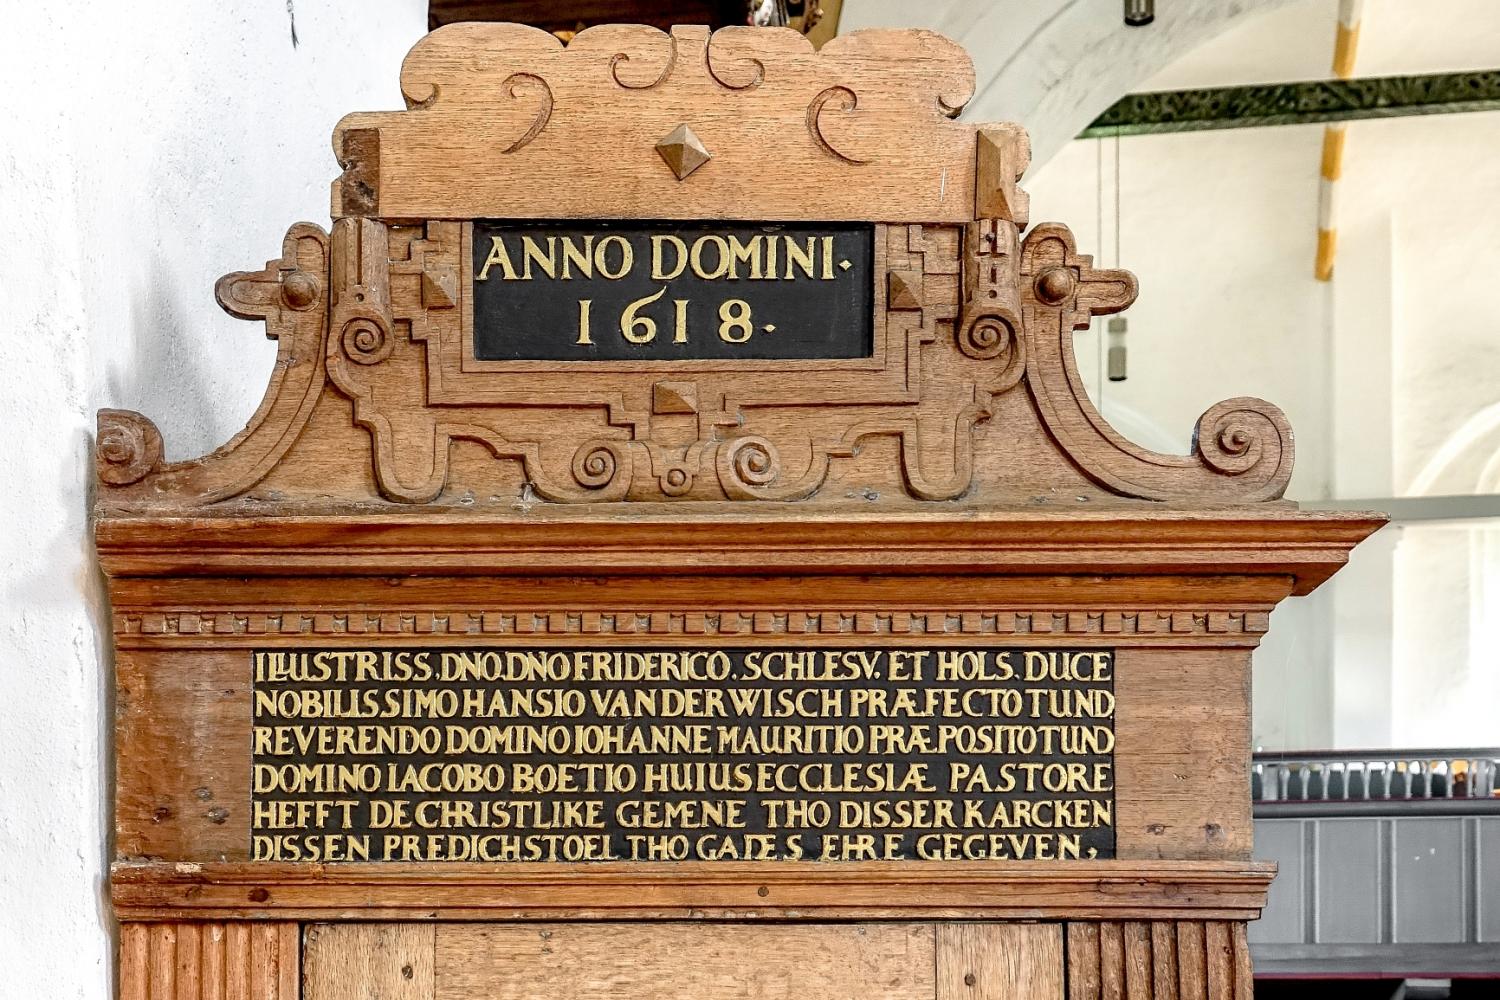 ANNO DOMINI.
1618.
ILLUSTRISS. DNO.DNO FRIDERICO. SCHLESV. ET HOLS. DUCE
NOBILISSIMO HANSIO VAN DER WISCH PRÆFECTO TUND
REVERENDO DOMINO IOHANNE MAURITIO PRÆPOSITO TUND
DOMINO IACOBO BOETIO HUIUS ECCLESIÆ PASTORE
HEFFT DE CHRISTLIKE GEMENE THO DISSER KARCKEN
DISSEN PREDICHSTOEL THO GADES EHRE GEGEVEN,